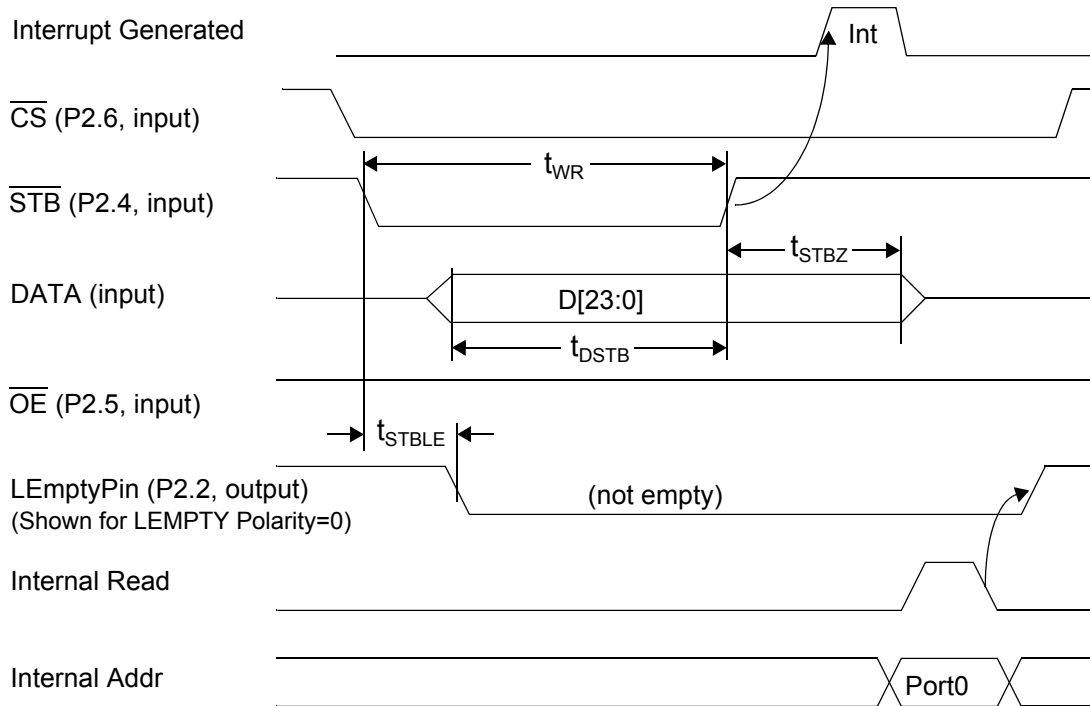 Interrupt Generated
Int
CS (P2.6, input)
tWR
STB (P2.4, input)
tSTBZ
DATA (input)
D[23:0]
tDSTB
OE (P2.5, input)
tSTBLE
LEmptyPin (P2.2, output)
(not empty)
(Shown for LEMPTY Polarity=0)
Internal Read
Internal Addr
Port0